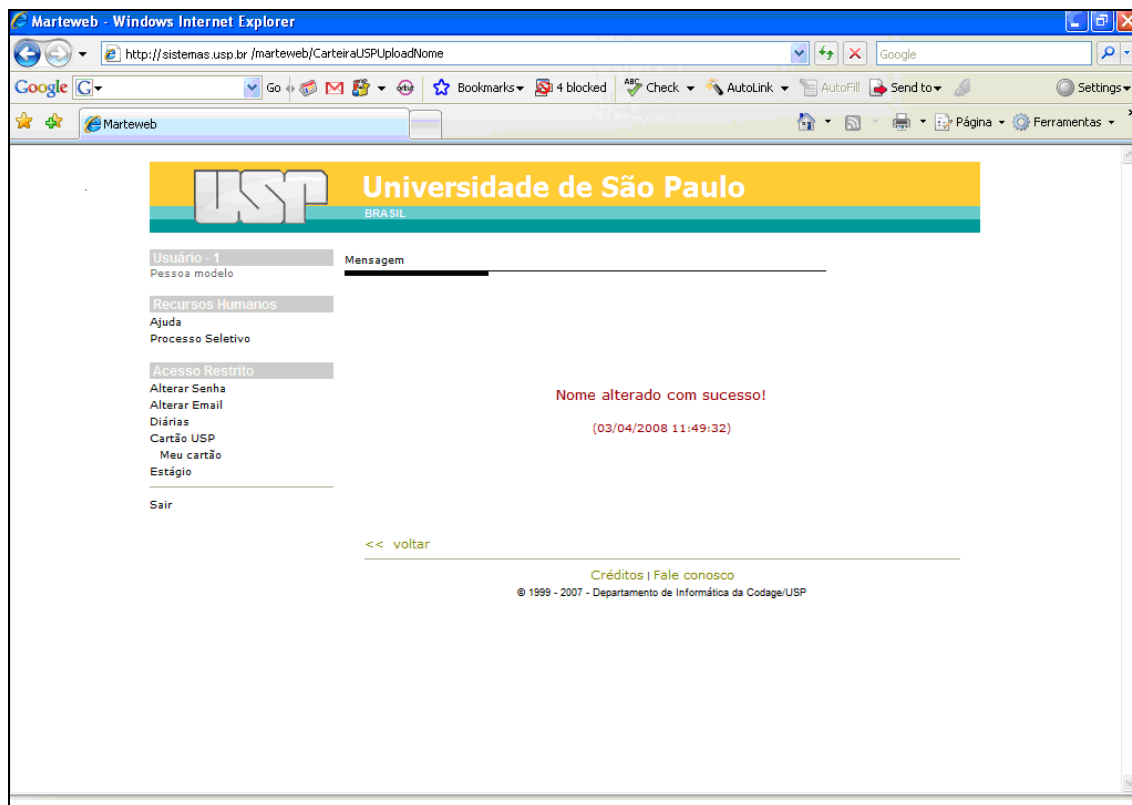 Marteweb - Windows Internet Explorer
http://sistemas.usp.br /marteweb/CarteiraUSPUploadNome
Google
Google G Go Bookmarks 4 blocked ABC Check AutoLink AutoFill Send to Settings
Marteweb Página Ferramentas
USP
Universidade de São Paulo
BRASIL
Usuário - 1
Pessoa modelo
Recursos Humanos
Ajuda
Processo Seletivo
Acesso Restrito
Alterar Senha
Alterar Email
Diárias
Cartão USP
Meu cartão
Estágio
Sair
Mensagem
Nome alterado com sucesso!
(03/04/2008 11:49:32)
<< voltar
Créditos | Fale conosco
© 1999 - 2007 - Departamento de Informática da Codage/USP